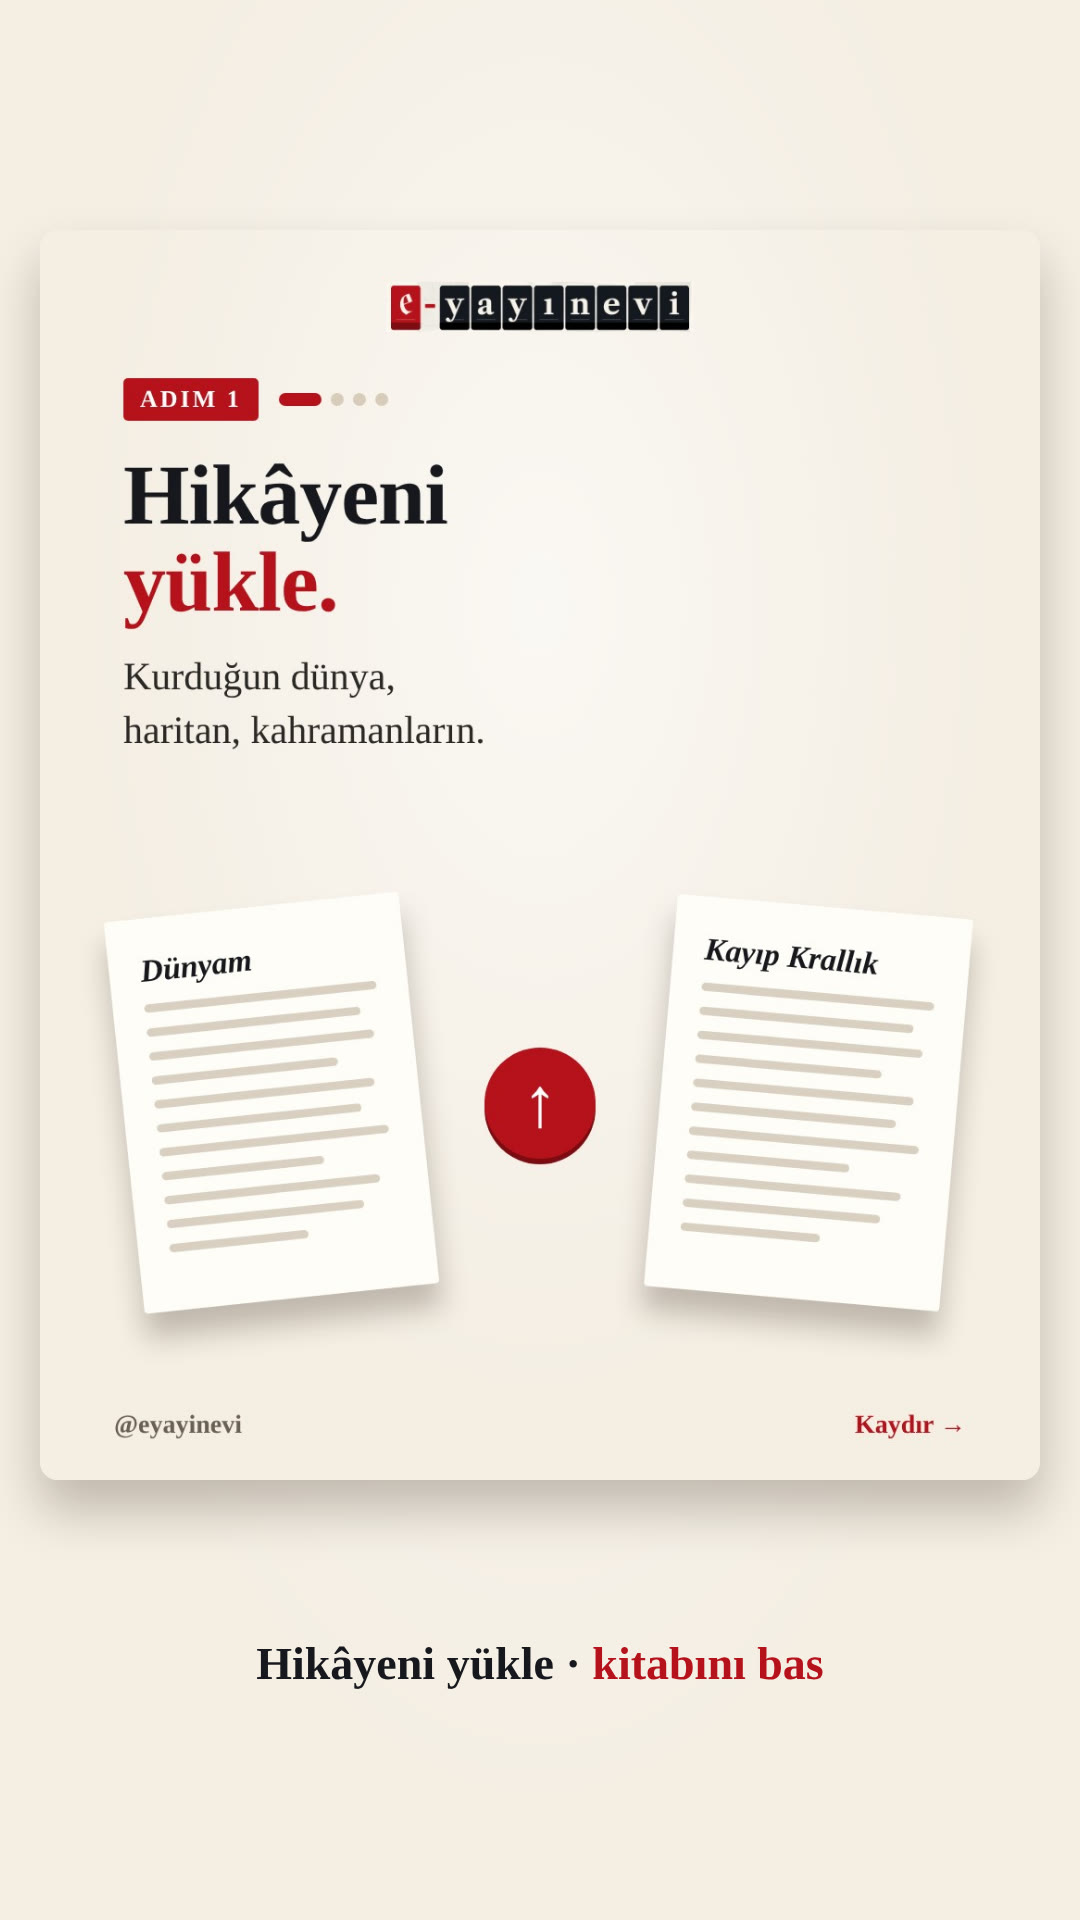 e-yayınevi
ADIM 1
Hikâyeni
yükle.
Kurduğun dünya,
haritan, kahramanların.
Dünyam
Kayıp Krallık
↑
@eyayinevi
Kaydır →
Hikâyeni yükle · kitabını bas